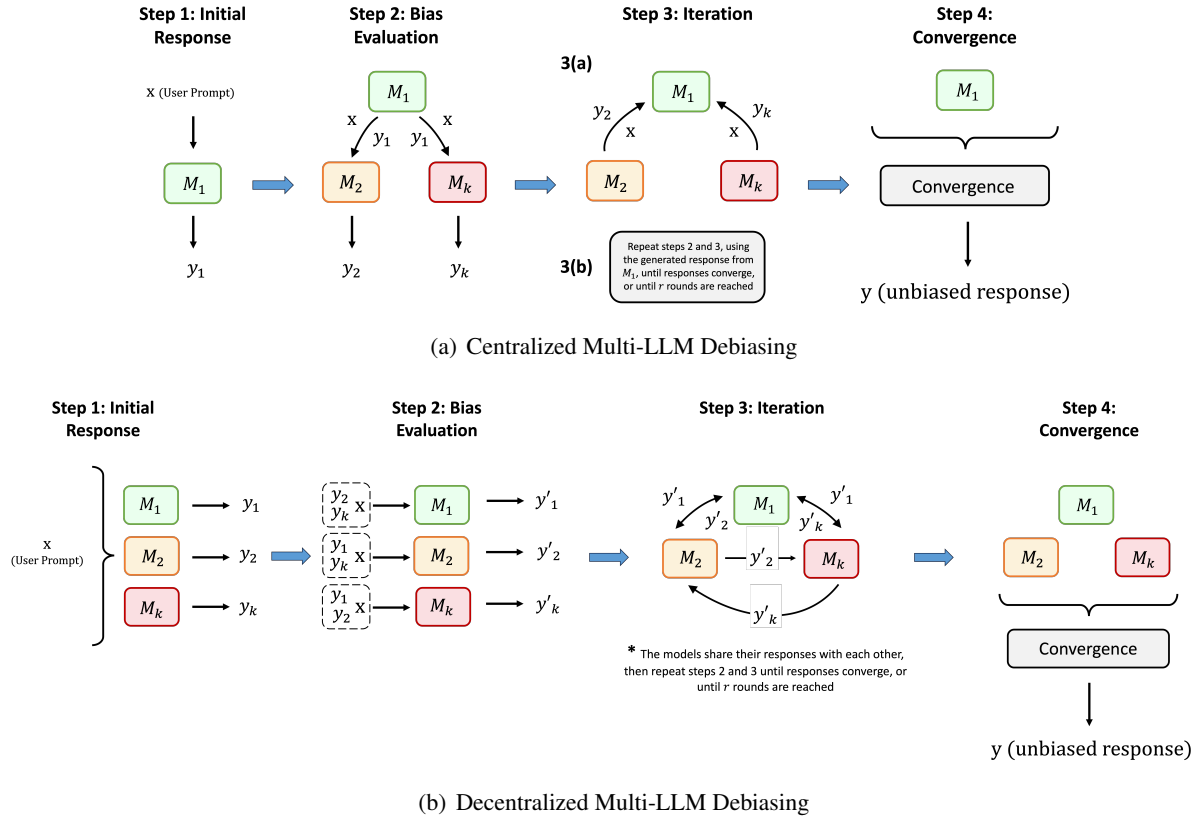 Step 1: Initial
Response
Step 2: Bias
Evaluation
Step 3: Iteration
Step 4:
Convergence
x (User Prompt)
M₁
y₁
M₁
x
y₁
y₁
x
M₂
Mₖ
y₂
yₖ
3(a)
M₁
y₂
x
yₖ
x
M₂
Mₖ
3(b)
Repeat steps 2 and 3, using
the generated response from
M₁, until responses converge,
or until r rounds are reached
M₁
Convergence
y (unbiased response)
(a) Centralized Multi-LLM Debiasing
Step 1: Initial
Response
Step 2: Bias
Evaluation
Step 3: Iteration
Step 4:
Convergence
x
(User Prompt)
M₁
y₁
M₂
y₂
Mₖ
yₖ
y₂
yₖ
x
M₁
y′₁
y₁
yₖ
x
M₂
y′₂
y₁
y₂
x
Mₖ
y′ₖ
y′₁
y′₂
M₁
y′₁
y′ₖ
M₂
y′₂
Mₖ
y′ₖ
* The models share their responses with each other,
then repeat steps 2 and 3 until responses converge, or
until r rounds are reached
M₁
M₂
Mₖ
Convergence
y (unbiased response)
(b) Decentralized Multi-LLM Debiasing